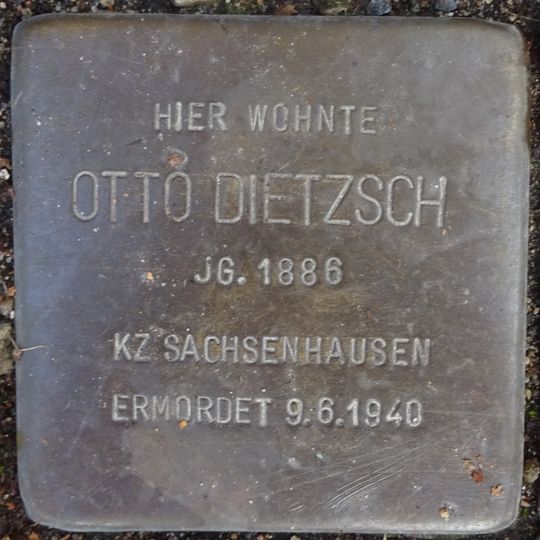 HIER WOHNTE
OTTO DIETZSCH
JG. 1886
KZ SACHSENHAUSEN
ERMORDET 9.6.1940